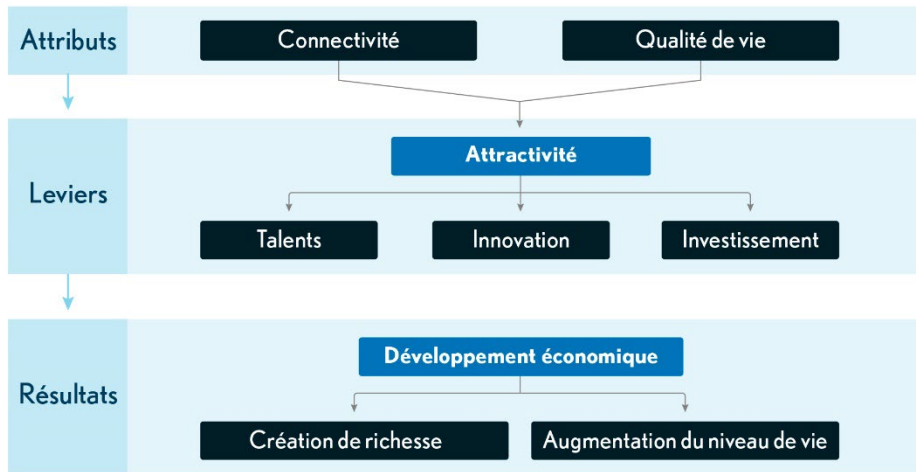 Attributs
Connectivité
Qualité de vie
Leviers
Attractivité
Talents
Innovation
Investissement
Résultats
Développement économique
Création de richesse
Augmentation du niveau de vie